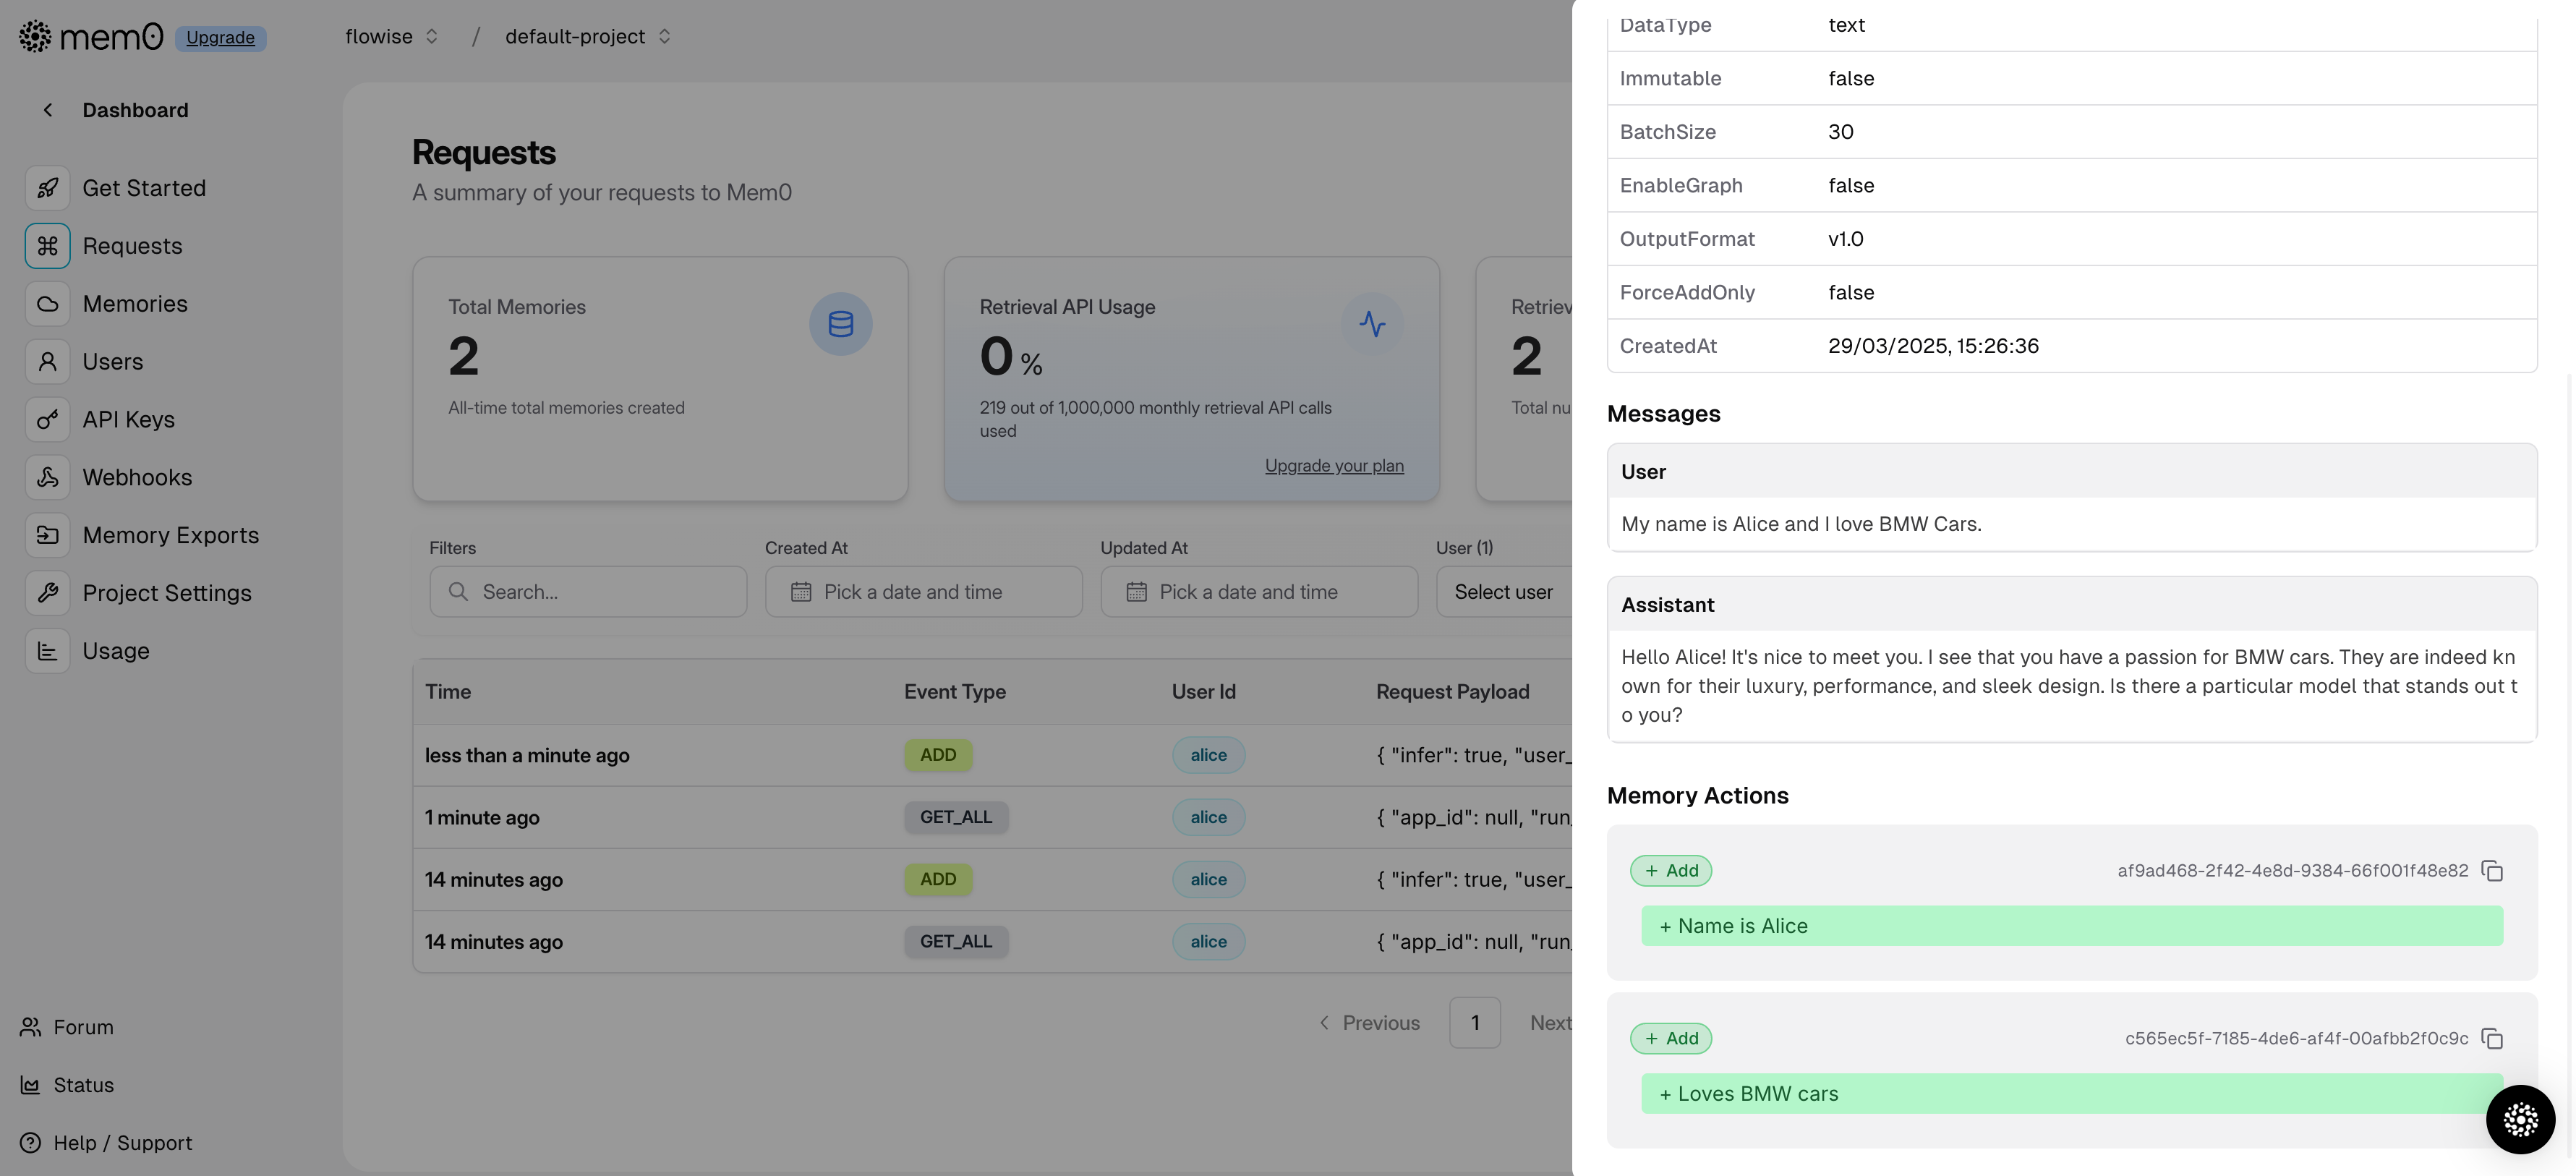 mem0 Upgrade
flowise / default-project
Dashboard
Get Started
Requests
Memories
Users
API Keys
Webhooks
Memory Exports
Project Settings
Usage
Forum
Status
Help / Support
Requests
A summary of your requests to Mem0
Total Memories
2
All-time total memories created
Retrieval API Usage
0 %
219 out of 1,000,000 monthly retrieval API calls
used
Upgrade your plan
Retriev
2
Total nu
Filters
Search...
Created At
Pick a date and time
Updated At
Pick a date and time
User (1)
Select user
Time Event Type User Id Request Payload
less than a minute ago ADD alice { "infer": true, "user_
1 minute ago GET_ALL alice { "app_id": null, "run_
14 minutes ago ADD alice { "infer": true, "user_
14 minutes ago GET_ALL alice { "app_id": null, "run_
Previous 1 Next
DataType text
Immutable false
BatchSize 30
EnableGraph false
OutputFormat v1.0
ForceAddOnly false
CreatedAt 29/03/2025, 15:26:36
Messages
User
My name is Alice and I love BMW Cars.
Assistant
Hello Alice! It's nice to meet you. I see that you have a passion for BMW cars. They are indeed kn
own for their luxury, performance, and sleek design. Is there a particular model that stands out t
o you?
Memory Actions
+ Add af9ad468-2f42-4e8d-9384-66f001f48e82
+ Name is Alice
+ Add c565ec5f-7185-4de6-af4f-00afbb2f0c9c
+ Loves BMW cars